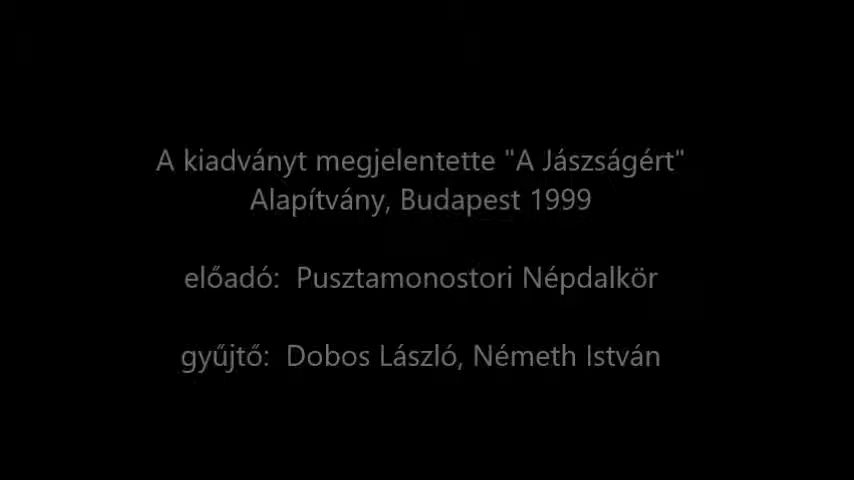 A kiadványt megjelentette "A Jászságért"
Alapítvány, Budapest 1999
előadó:  Pusztamonostori Népdalkör
gyűjtő:  Dobos László, Németh István